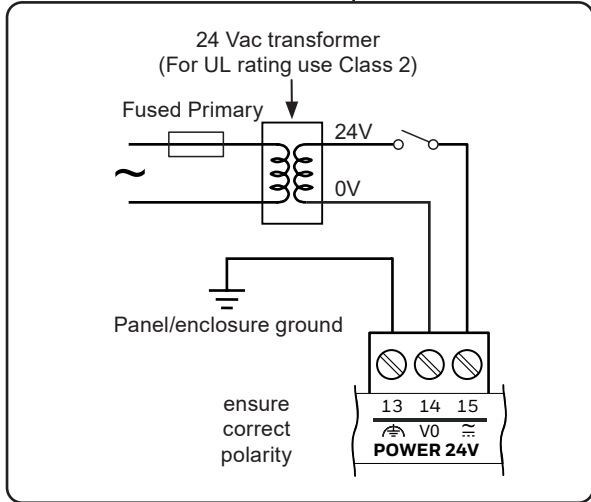 24 Vac transformer
(For UL rating use Class 2)
Fused Primary
24V
0V
Panel/enclosure ground
ensure
correct
polarity
13 14 15
V0
POWER 24V